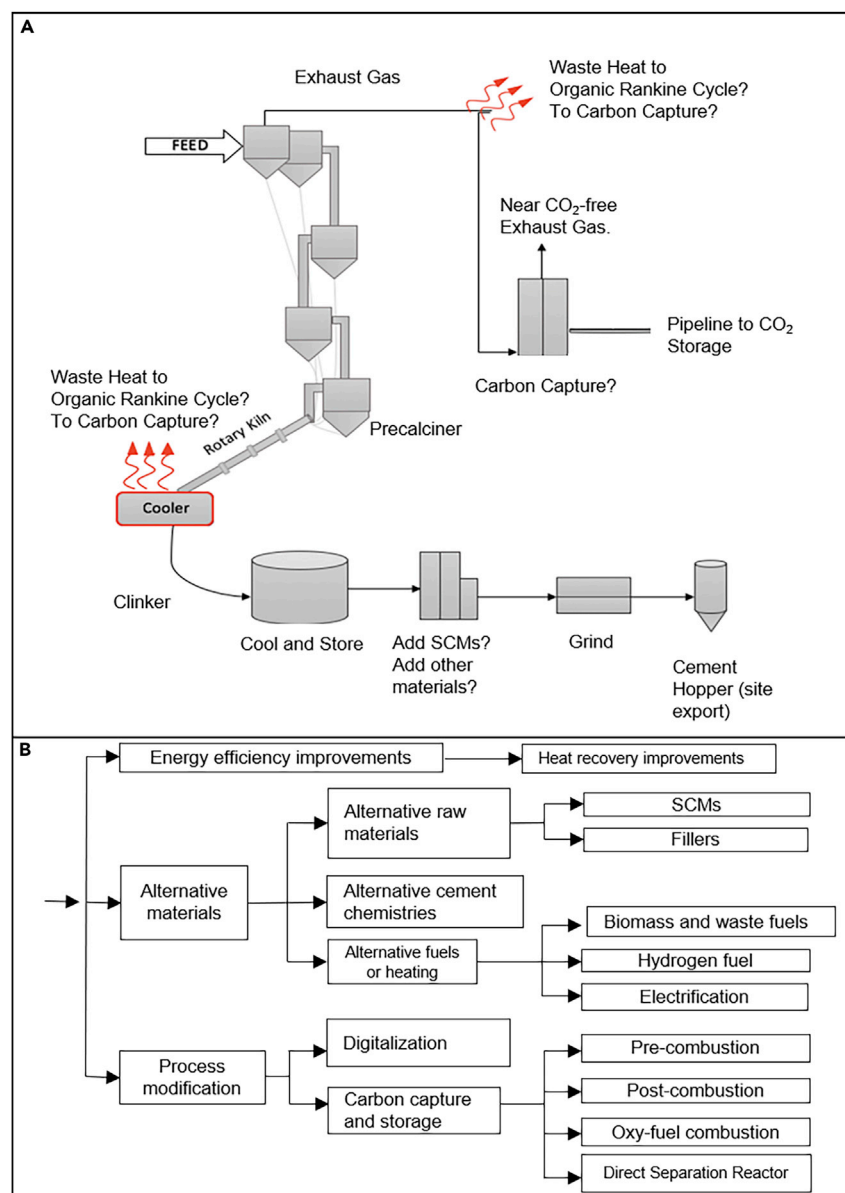 A
Exhaust Gas
Waste Heat to
Organic Rankine Cycle?
To Carbon Capture?
FEED
Near CO₂-free
Exhaust Gas.
Pipeline to CO₂
Storage
Carbon Capture?
Waste Heat to
Organic Rankine Cycle?
To Carbon Capture?
Rotary Kiln
Precalciner
Cooler
Clinker
Cool and Store
Add SCMs?
Add other
materials?
Grind
Cement
Hopper (site
export)
B
Energy efficiency improvements
Heat recovery improvements
Alternative
materials
Alternative raw
materials
SCMs
Fillers
Alternative cement
chemistries
Alternative fuels
or heating
Biomass and waste fuels
Hydrogen fuel
Electrification
Process
modification
Digitalization
Carbon capture
and storage
Pre-combustion
Post-combustion
Oxy-fuel combustion
Direct Separation Reactor